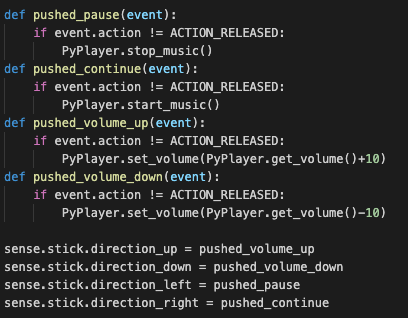 def pushed_pause(event):
    if event.action != ACTION_RELEASED:
        PyPlayer.stop_music()
def pushed_continue(event):
    if event.action != ACTION_RELEASED:
        PyPlayer.start_music()
def pushed_volume_up(event):
    if event.action != ACTION_RELEASED:
        PyPlayer.set_volume(PyPlayer.get_volume()+10)
def pushed_volume_down(event):
    if event.action != ACTION_RELEASED:
        PyPlayer.set_volume(PyPlayer.get_volume()-10)

sense.stick.direction_up = pushed_volume_up
sense.stick.direction_down = pushed_volume_down
sense.stick.direction_left = pushed_pause
sense.stick.direction_right = pushed_continue